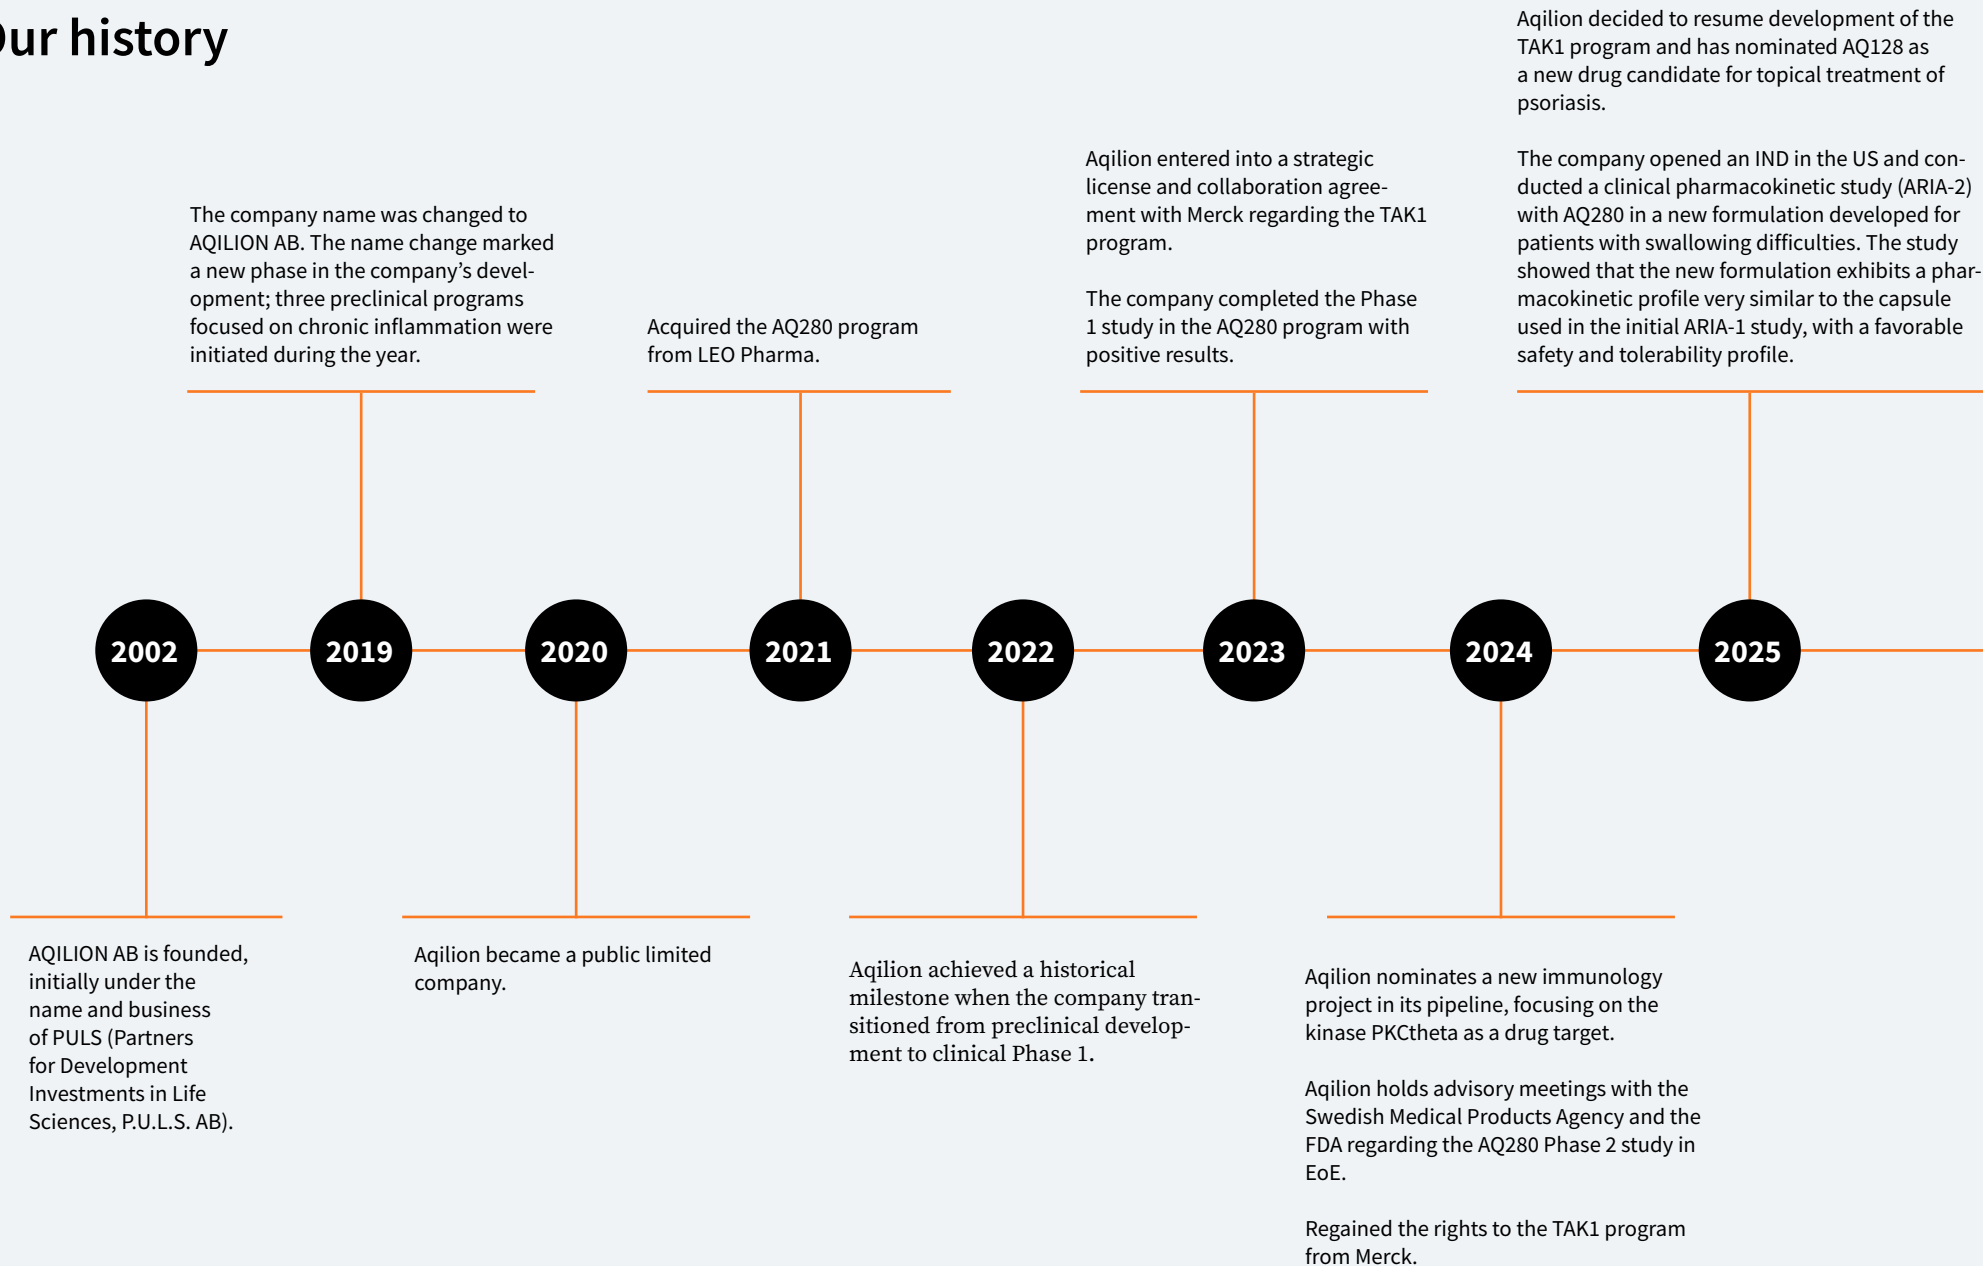 Our history
The company name was changed to
AQILION AB. The name change marked
a new phase in the company's devel-
opment; three preclinical programs
focused on chronic inflammation were
initiated during the year.
Acquired the AQ280 program
from LEO Pharma.
Aqilion entered into a strategic
license and collaboration agree-
ment with Merck regarding the TAK1
program.
The company completed the Phase
1 study in the AQ280 program with
positive results.
Aqilion decided to resume development of the
TAK1 program and has nominated AQ128 as
a new drug candidate for topical treatment of
psoriasis.
The company opened an IND in the US and con-
ducted a clinical pharmacokinetic study (ARIA-2)
with AQ280 in a new formulation developed for
patients with swallowing difficulties. The study
showed that the new formulation exhibits a phar-
macokinetic profile very similar to the capsule
used in the initial ARIA-1 study, with a favorable
safety and tolerability profile.
2002
2019
2020
2021
2022
2023
2024
2025
AQILION AB is founded,
initially under the
name and business
of PULS (Partners
for Development
Investments in Life
Sciences, P.U.L.S. AB).
Aqilion became a public limited
company.
Aqilion achieved a historical
milestone when the company tran-
sitioned from preclinical develop-
ment to clinical Phase 1.
Aqilion nominates a new immunology
project in its pipeline, focusing on the
kinase PKCtheta as a drug target.
Aqilion holds advisory meetings with the
Swedish Medical Products Agency and the
FDA regarding the AQ280 Phase 2 study in
EoE.
Regained the rights to the TAK1 program
from Merck.